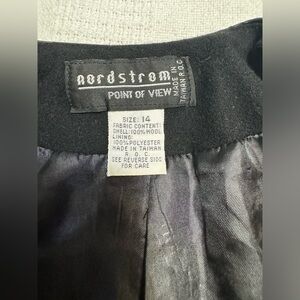 nordstrom
POINT OF VIEW
MADE IN
TAIWAN R.O.C
SIZE: 14
FABRIC CONTENT:
SHELL:100%WOOL
LINING:
100%POLYESTER
MADE IN TAIWAN
R. O. C.
SEE REVERSE SIDE
FOR CARE